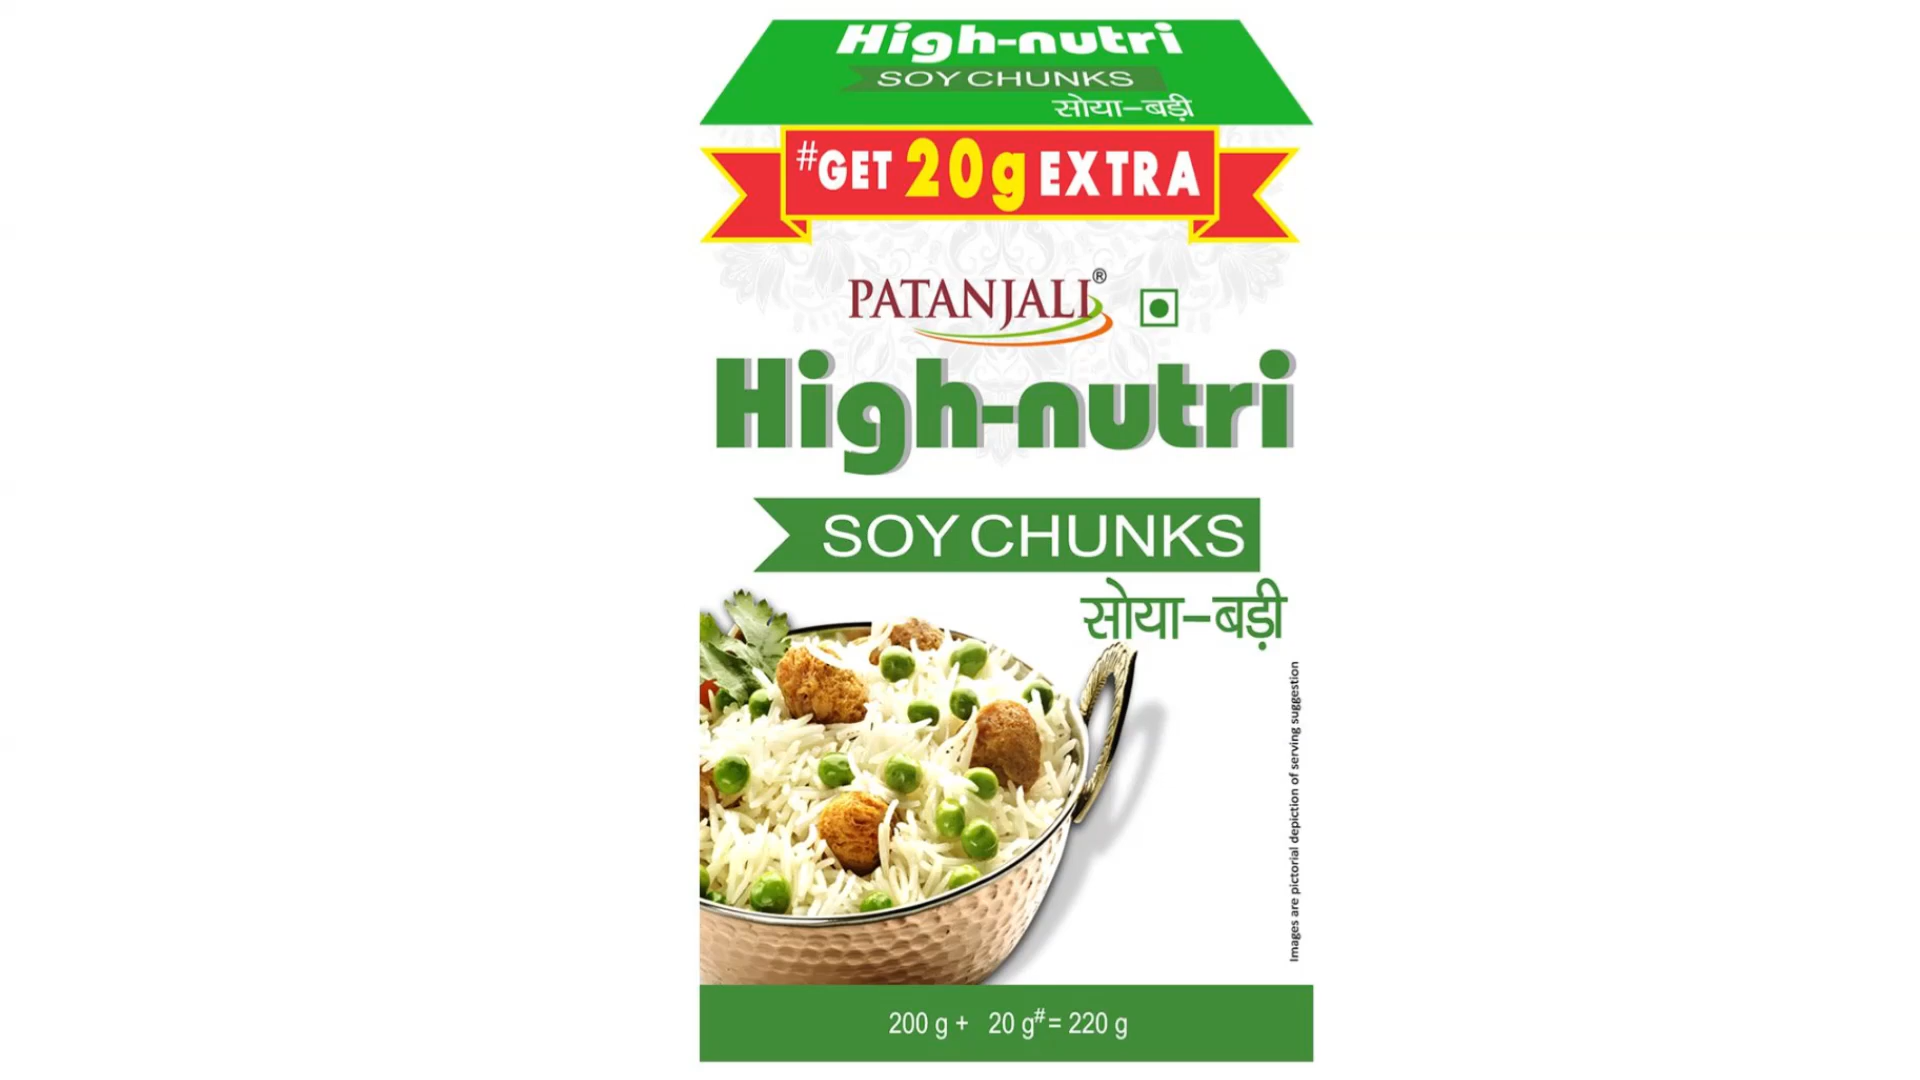 High-nutri
SOY CHUNKS
सोया-बड़ी
#GET 20g EXTRA
PATANJALI®
High-nutri
SOY CHUNKS
सोया-बड़ी
Images are pictorial depiction of serving suggestion
200 g + 20 g# = 220 g